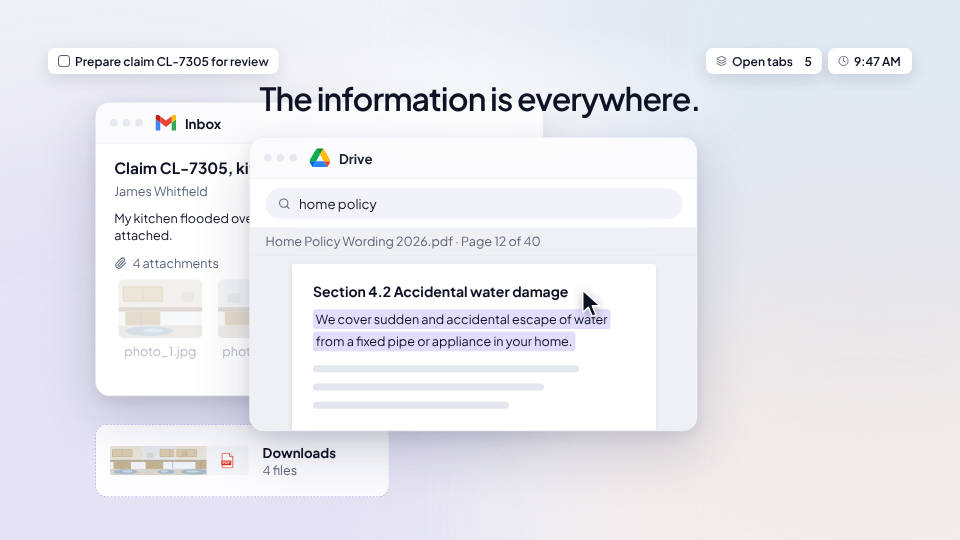 Prepare claim CL-7305 for review
Open tabs 5
9:47 AM
The information is everywhere.
Inbox
Claim CL-7305,
James Whitfield
My kitchen flooded
attached.
4 attachments
photo_1.jpg
Drive
home policy
Home Policy Wording 2026.pdf · Page 12 of 40
Section 4.2 Accidental water damage
We cover sudden and accidental escape of water
from a fixed pipe or appliance in your home.
PDF
Downloads
4 files